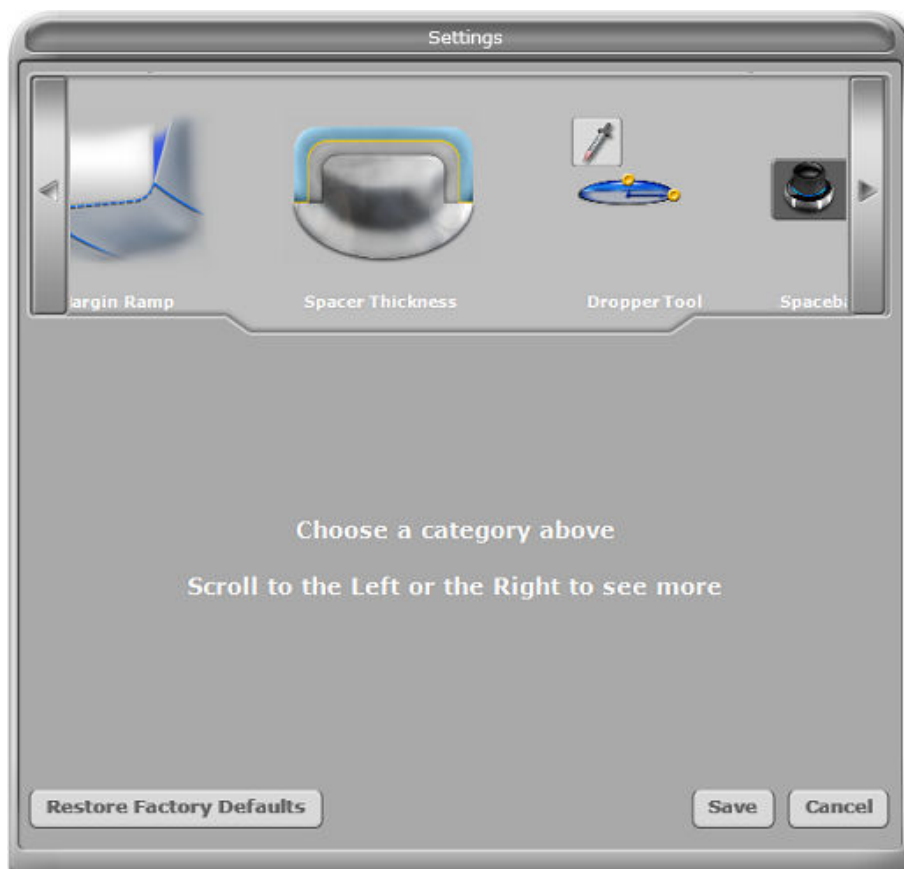 Settings
argin Ramp
Spacer Thickness
Dropper Tool
Spaceb
Choose a category above
Scroll to the Left or the Right to see more
Restore Factory Defaults
Save
Cancel